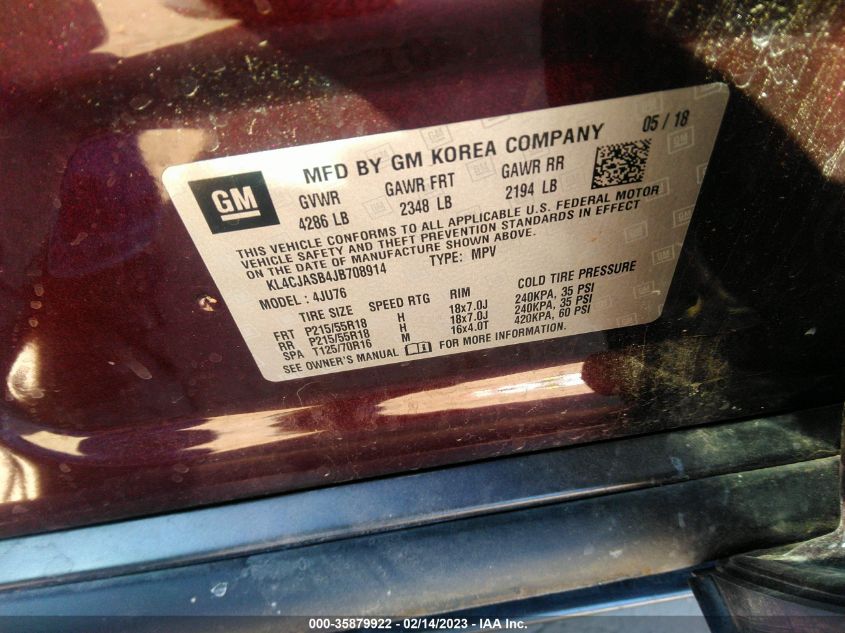 GM
MFD BY GM KOREA COMPANY 05 / 18
GVWR GAWR FRT GAWR RR
4286 LB 2348 LB 2194 LB
THIS VEHICLE CONFORMS TO ALL APPLICABLE U.S. FEDERAL MOTOR
VEHICLE SAFETY AND THEFT PREVENTION STANDARDS IN EFFECT
ON THE DATE OF MANUFACTURE SHOWN ABOVE.
KL4CJASB4JB708914 TYPE: MPV
MODEL : 4JU76
TIRE SIZE SPEED RTG RIM COLD TIRE PRESSURE
FRT P215/55R18 H 18x7.0J 240KPA, 35 PSI
RR P215/55R18 H 18x7.0J 240KPA, 35 PSI
SPA T125/70R16 M 16x4.0T 420KPA, 60 PSI
SEE OWNER'S MANUAL FOR MORE INFORMATION
000-35879922 - 02/14/2023 - IAA Inc.